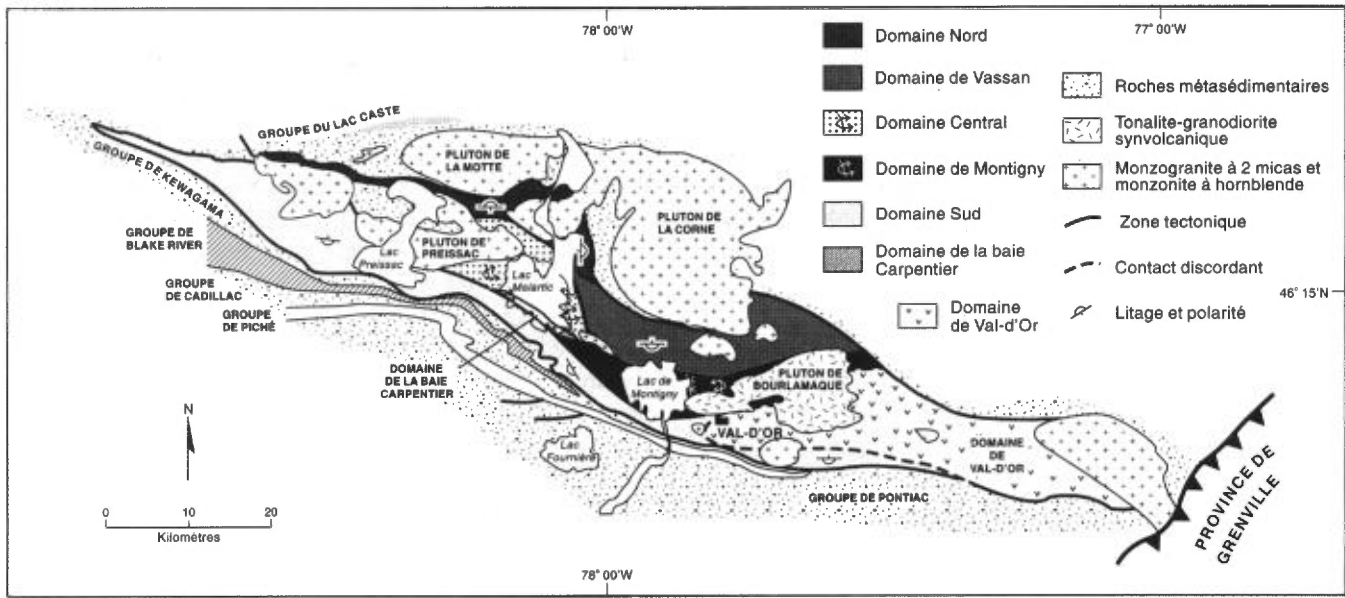 78° 00'W
77° 00'W
Domaine Nord
Domaine de Vassan
Domaine Central
Domaine de Montigny
Domaine Sud
Domaine de la baie
Carpentier
Domaine
de Val-d'Or
Roches métasédimentaires
Tonalite-granodiorite
synvolcanique
Monzogranite à 2 micas et
monzonite à hornblende
Zone tectonique
Contact discordant
Litage et polarité
46° 15'N
GROUPE DU LAC CASTE
GROUPE DE KEWAGAMA
PLUTON DE
LA MOTTE
PLUTON DE
LA CORNE
GROUPE DE
BLAKE RIVER
Lac
Preissac
PLUTON DE
PREISSAC
Lac
Malartic
GROUPE
DE CADILLAC
GROUPE
DE PICHÉ
DOMAINE
DE LA BAIE
CARPENTIER
Lac de
Montigny
PLUTON DE
BOURLAMAQUE
VAL-D'OR
Lac
Fournière
DOMAINE
DE
VAL-D'OR
GROUPE DE PONTIAC
PROVINCE DE
GRENVILLE
N
0 10 20
Kilomètres
78° 00'W